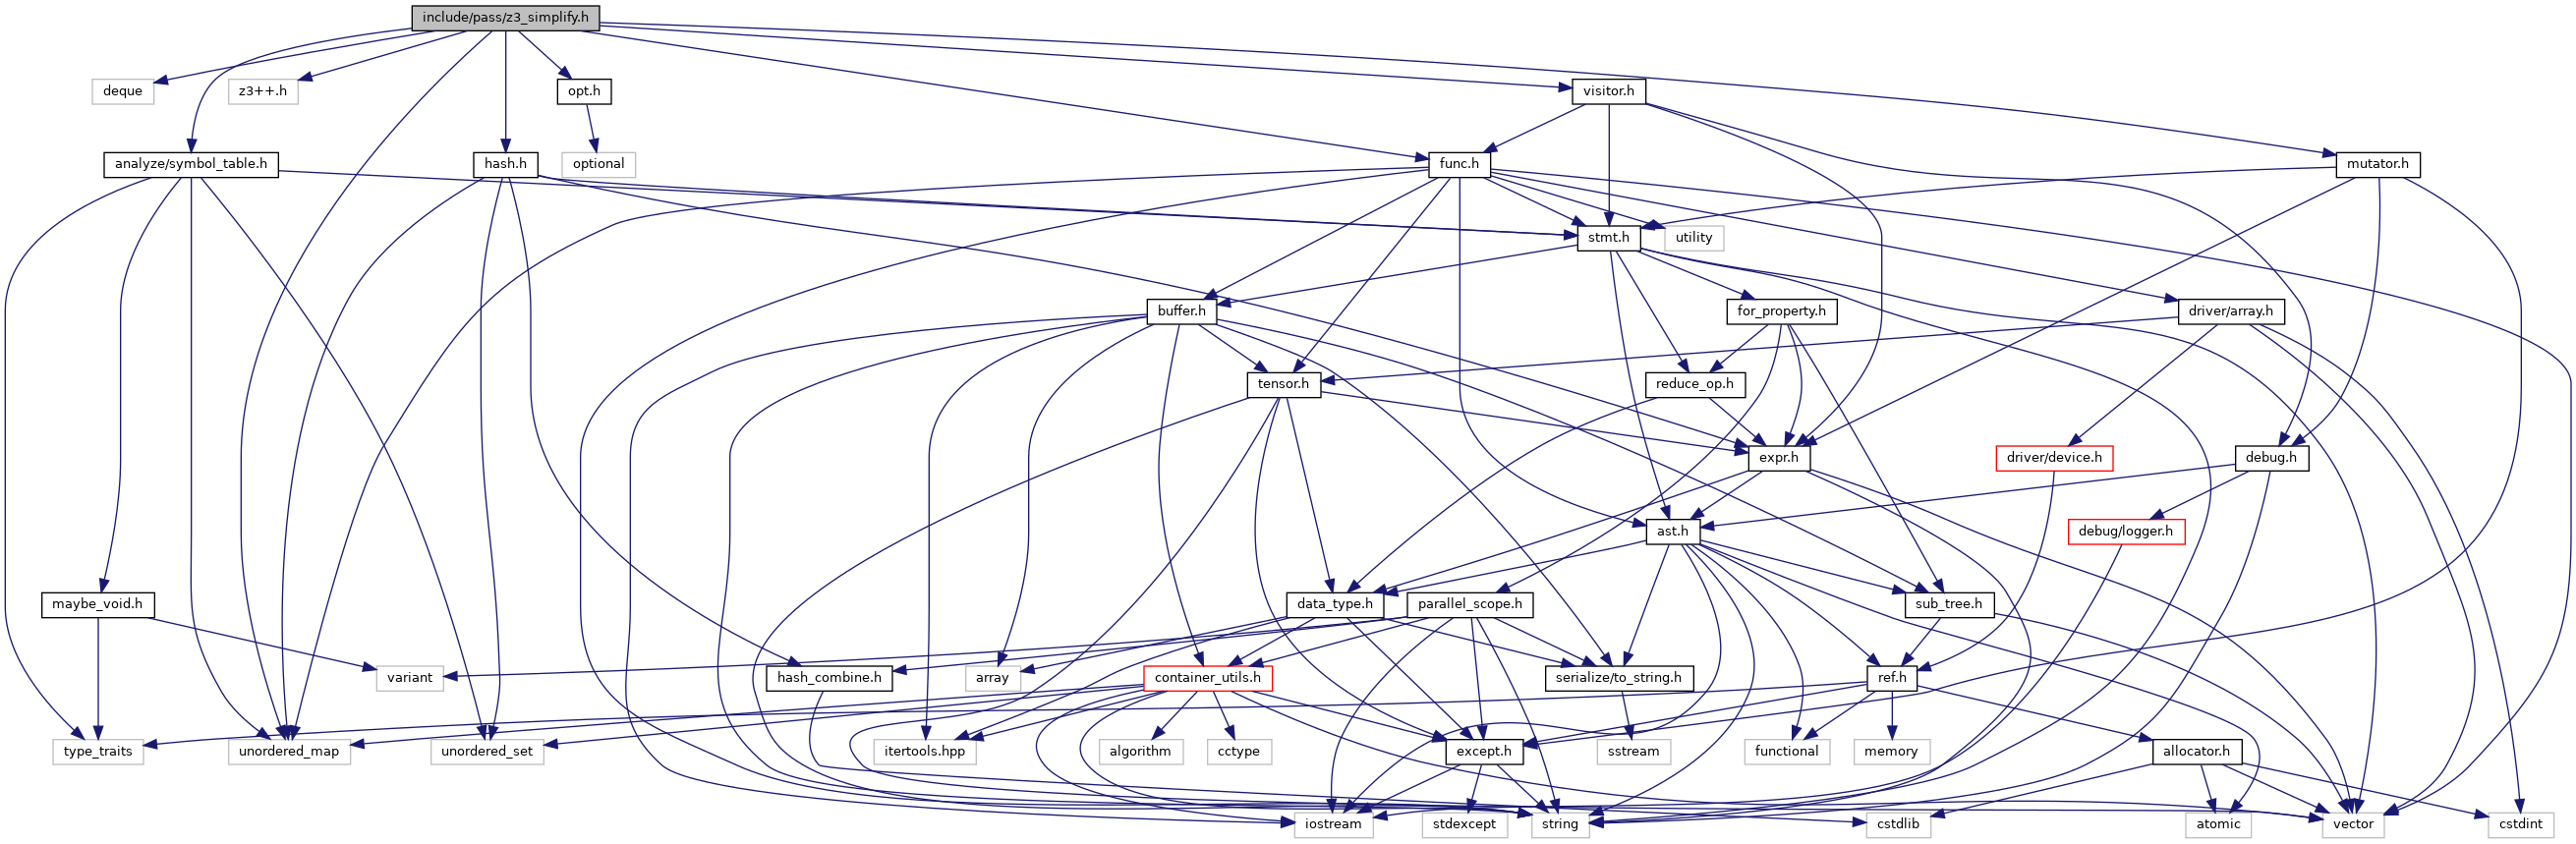 include/pass/z3_simplify.h
deque
z3++.h
opt.h
visitor.h
analyze/symbol_table.h
hash.h
optional
func.h
mutator.h
stmt.h
utility
buffer.h
for_property.h
driver/array.h
tensor.h
reduce_op.h
expr.h
driver/device.h
debug.h
ast.h
debug/logger.h
maybe_void.h
data_type.h
parallel_scope.h
sub_tree.h
variant
hash_combine.h
array
container_utils.h
serialize/to_string.h
ref.h
type_traits
unordered_map
unordered_set
itertools.hpp
algorithm
cctype
except.h
sstream
functional
memory
allocator.h
iostream
stdexcept
string
cstdlib
atomic
vector
cstdint